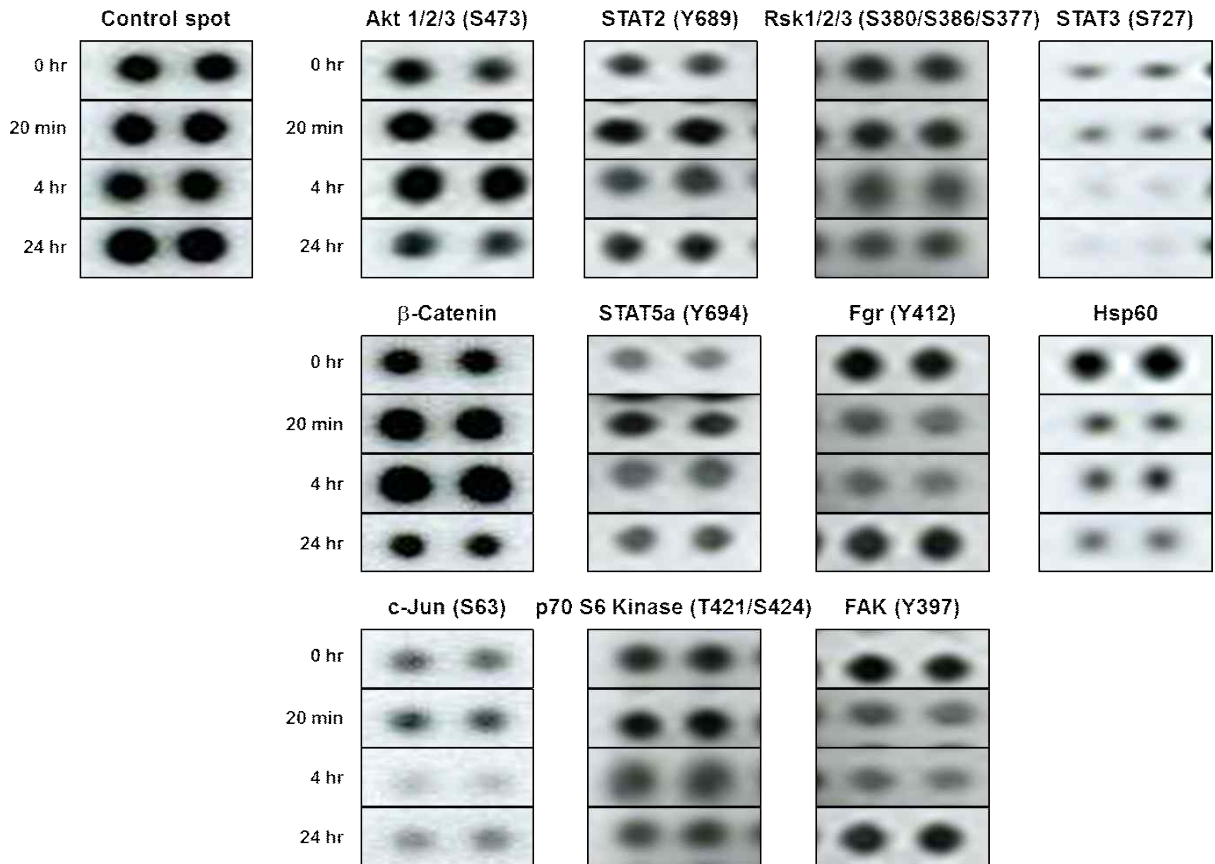 Control spot
0 hr
20 min
4 hr
24 hr
Akt 1/2/3 (S473)
STAT2 (Y689)
Rsk1/2/3 (S380/S386/S377)
STAT3 (S727)
0 hr
20 min
4 hr
24 hr
β-Catenin
STAT5a (Y694)
Fgr (Y412)
Hsp60
0 hr
20 min
4 hr
24 hr
c-Jun (S63)
p70 S6 Kinase (T421/S424)
FAK (Y397)
0 hr
20 min
4 hr
24 hr